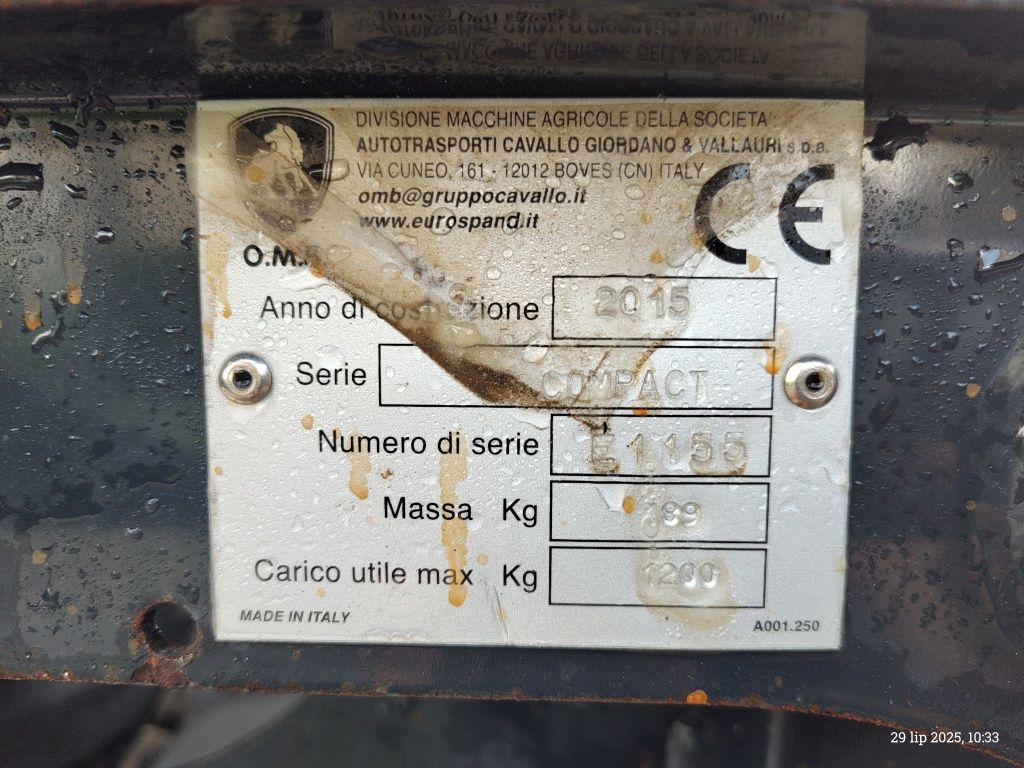 DIVISIONE MACCHINE AGRICOLE DELLA SOCIETA'
AUTOTRASPORTI CAVALLO GIORDANO & VALLAURI s.p.a.
VIA CUNEO, 161 - 12012 BOVES (CN) ITALY
omb@gruppocavallo.it
www.eurospand.it
CE
O.M.
Anno di costruzione 2015
Serie COMPACT
Numero di serie E1155
Massa Kg 189
Carico utile max Kg 1200
MADE IN ITALY A001.250
29 lip 2025, 10:33